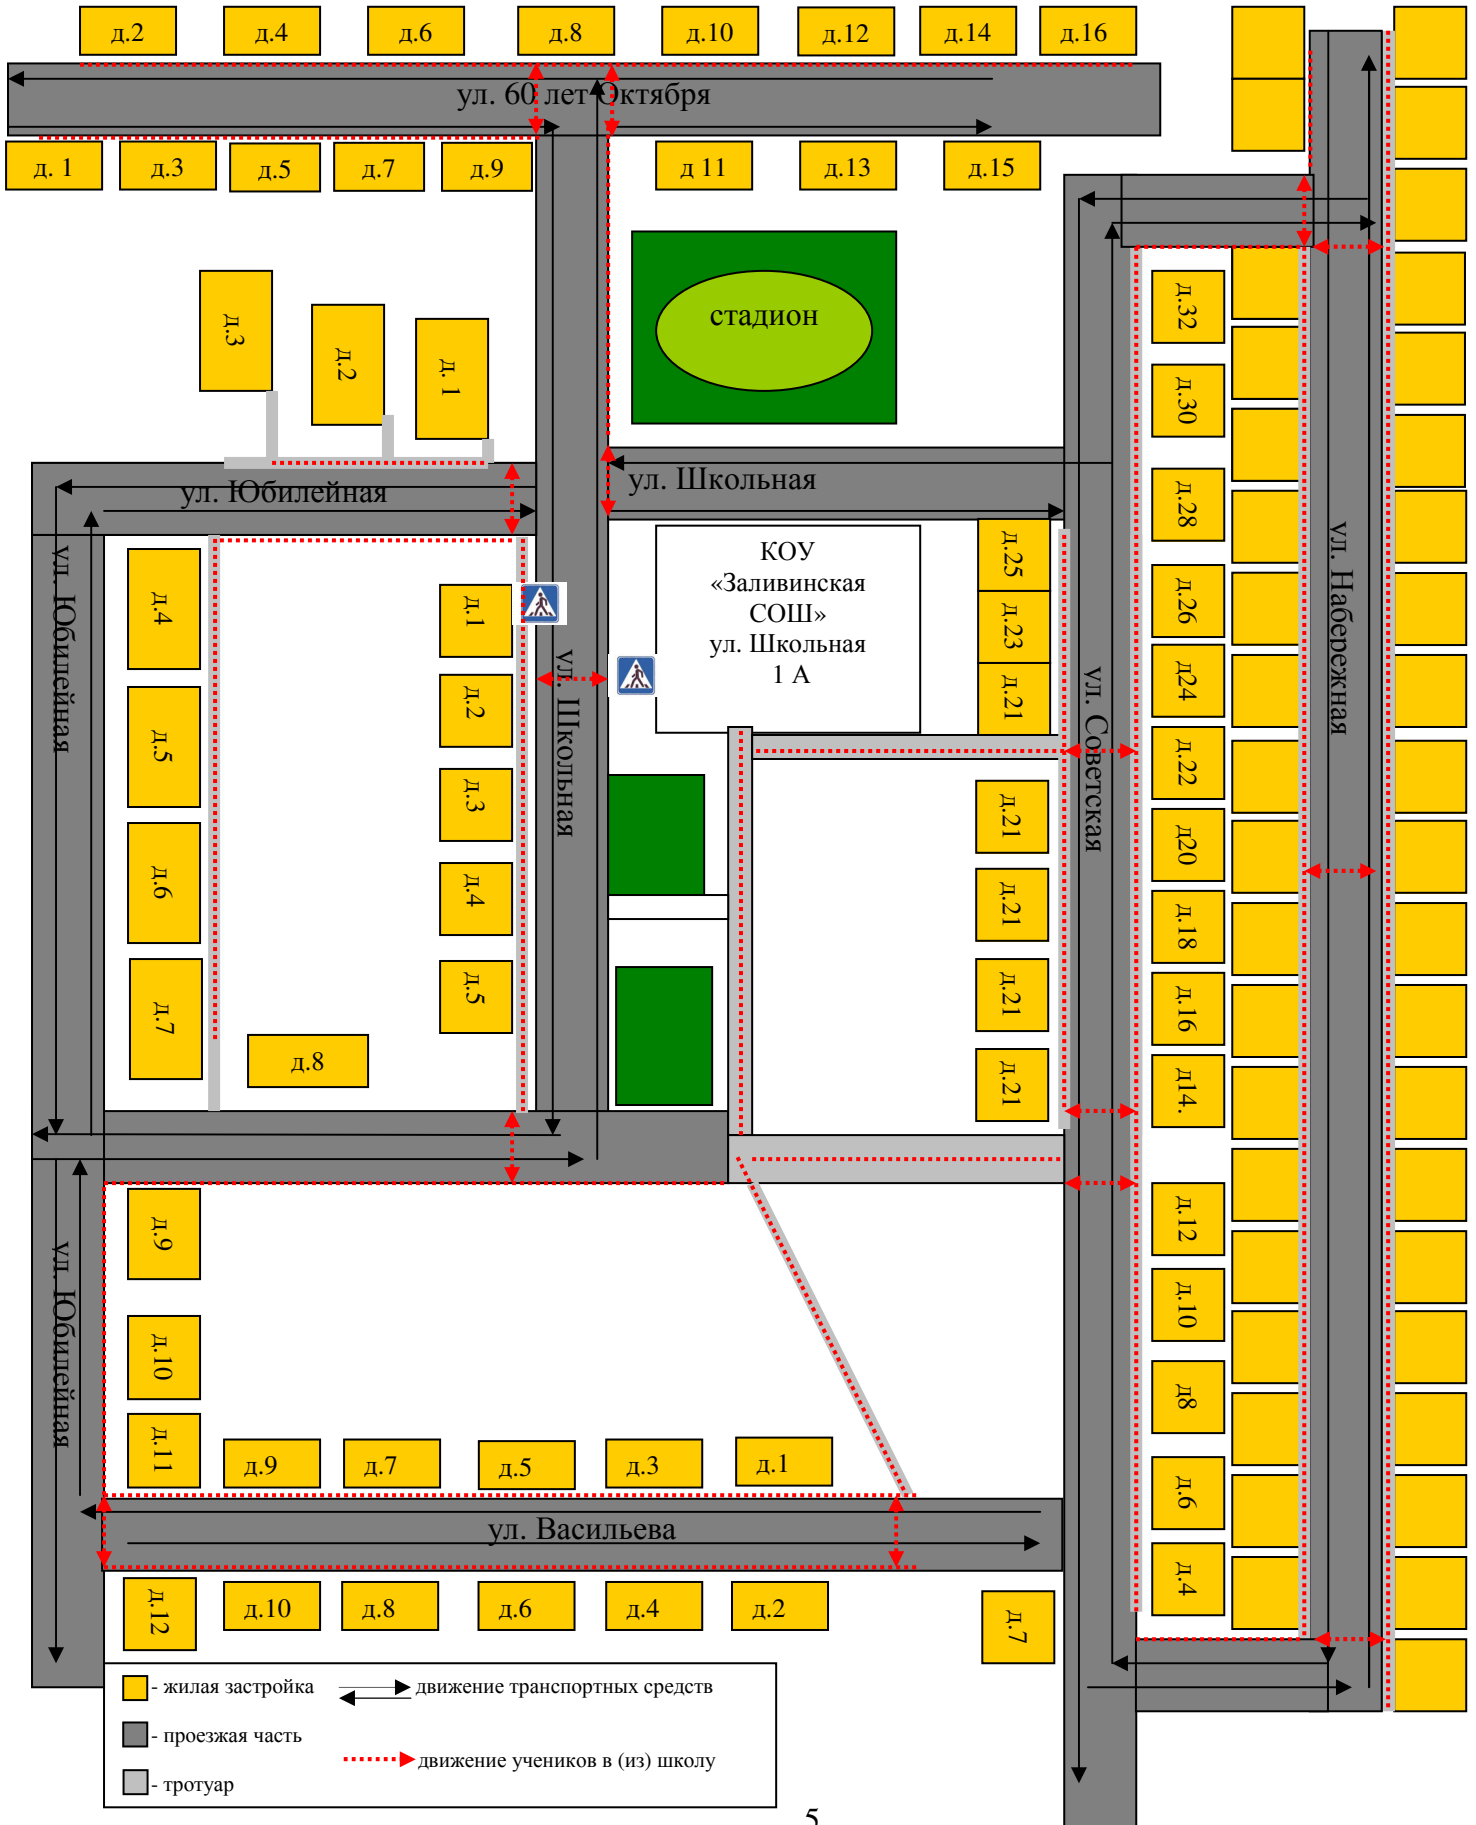 д.2
д.4
д.6
д.8
д.10
д.12
д.14
д.16
ул. 60 лет Октября
д. 1
д.3
д.5
д.7
д.9
д 11
д.13
д.15
стадион
д.3
д.2
д. 1
ул. Юбилейная
ул. Школьная
КОУ
«Заливинская
СОШ»
ул. Школьная
1 А
ул. Юбилейная
д.4
д.5
д.6
д.7
д.8
д.1
д.2
д.3
д.4
д.5
ул. Школьная
д.25
д.23
д.21
д.21
д.21
д.21
д.21
ул. Советская
д.32
д.30
д.28
д.26
д24
д.22
д20
д.18
д.16
д14.
д.12
д.10
д8
д.6
д.4
ул. Набережная
ул. Юбилейная
д.9
д.10
д.11
д.9
д.7
д.5
д.3
д.1
ул. Васильева
д.12
д.10
д.8
д.6
д.4
д.2
д.7
- жилая застройка
движение транспортных средств
- проезжая часть
движение учеников в (из) школу
- тротуар
5